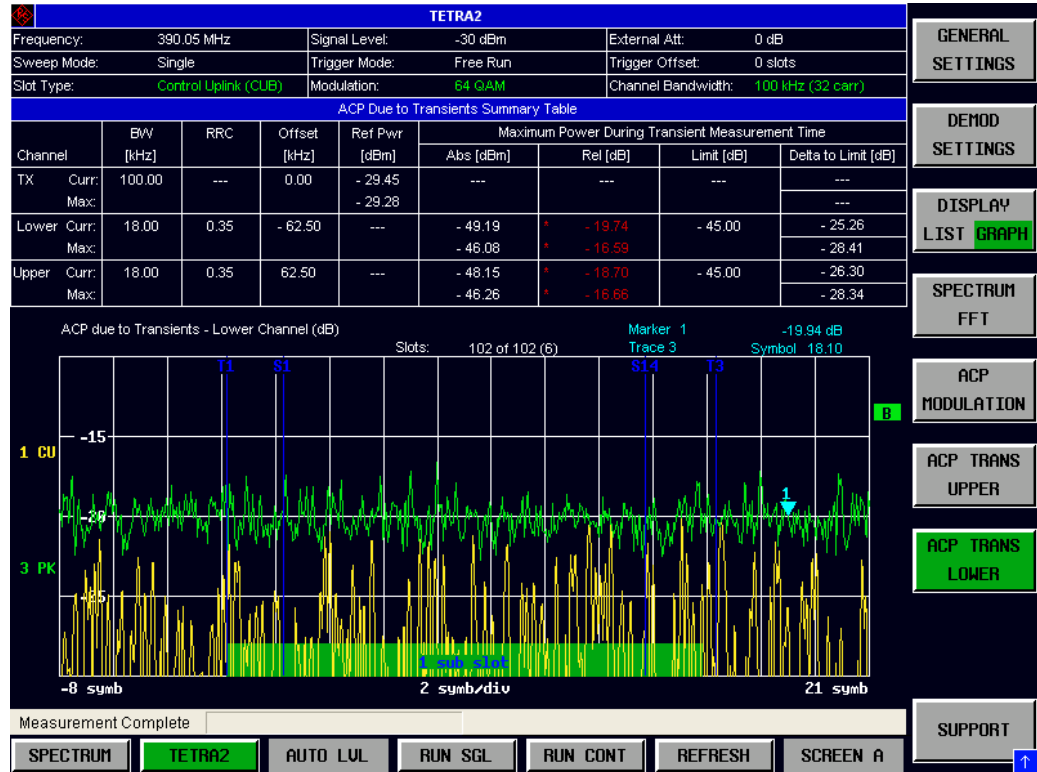 TETRA2
Frequency: 390.05 MHz Signal Level: -30 dBm External Att: 0 dB
Sweep Mode: Single Trigger Mode: Free Run Trigger Offset: 0 slots
Slot Type: Control Uplink (CUB) Modulation: 64 QAM Channel Bandwidth: 100 kHz (32 carr)
ACP Due to Transients Summary Table
BW RRC Offset Ref Pwr Maximum Power During Transient Measurement Time
Channel [kHz] [kHz] [dBm] Abs [dBm] Rel [dB] Limit [dB] Delta to Limit [dB]
TX Curr: 100.00 --- 0.00 - 29.45 --- --- --- ---
Max: - 29.28 ---
Lower Curr: 18.00 0.35 - 62.50 --- - 49.19 * - 19.74 - 45.00 - 25.26
Max: - 46.08 * - 16.59 - 28.41
Upper Curr: 18.00 0.35 62.50 --- - 48.15 * - 18.70 - 45.00 - 26.30
Max: - 46.26 * - 16.66 - 28.34
ACP due to Transients - Lower Channel (dB) Marker 1 -19.94 dB
Slots: 102 of 102 (6) Trace 3 Symbol 18.10
T1 S1 S14 T3
B
-15
1 CU
1
3 PK
1 sub slot
-8 symb 2 symb/div 21 symb
Measurement Complete
SPECTRUM TETRA2 AUTO LVL RUN SGL RUN CONT REFRESH SCREEN A
GENERAL
SETTINGS
DEMOD
SETTINGS
DISPLAY
LIST GRAPH
SPECTRUM
FFT
ACP
MODULATION
ACP TRANS
UPPER
ACP TRANS
LOWER
SUPPORT